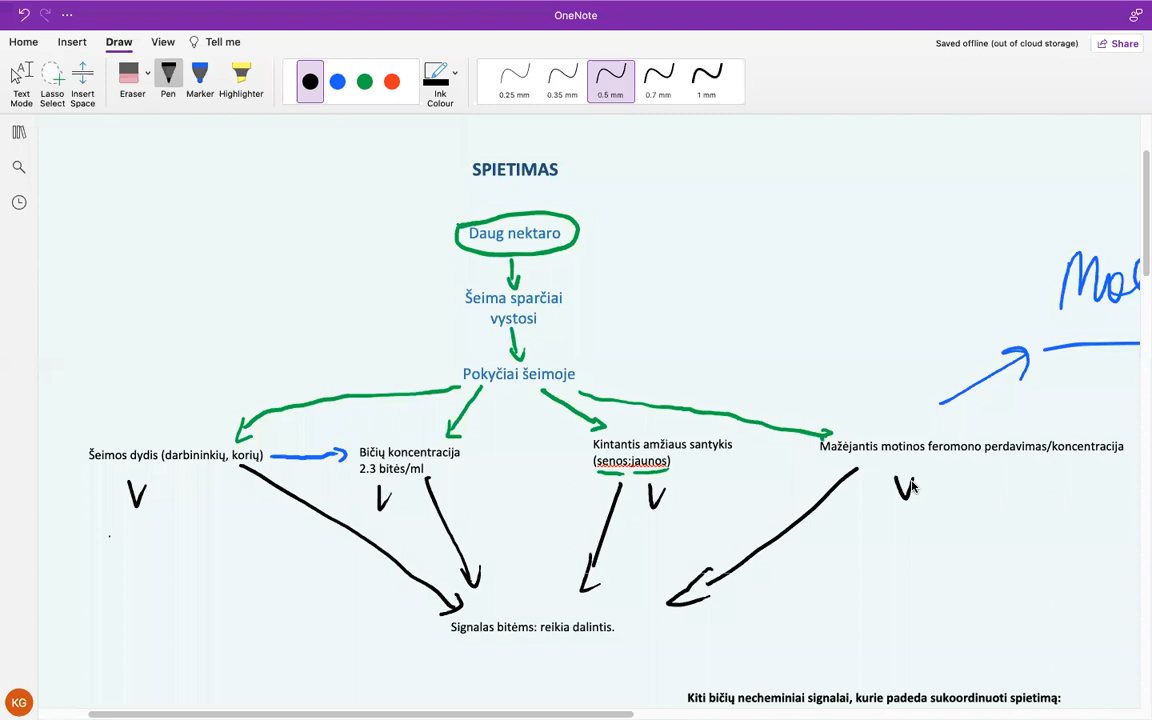 OneNote
Home Insert Draw View Tell me
Saved offline (out of cloud storage) Share
Text Mode
Lasso Select
Insert Space
Eraser
Pen
Marker
Highlighter
Ink Colour
0.25 mm 0.35 mm 0.5 mm 0.7 mm 1 mm
SPIETIMAS
Daug nektaro
Šeima sparčiai
vystosi
Pokyčiai šeimoje
Šeimos dydis (darbininkių, korių)
Bičių koncentracija
2.3 bitės/ml
Kintantis amžiaus santykis
(senos:jaunos)
Mažėjantis motinos feromono perdavimas/koncentracija
V V V V
Signalas bitėms: reikia dalintis.
Kiti bičių necheminiai signalai, kurie padeda sukoordinuoti spietimą:
KG